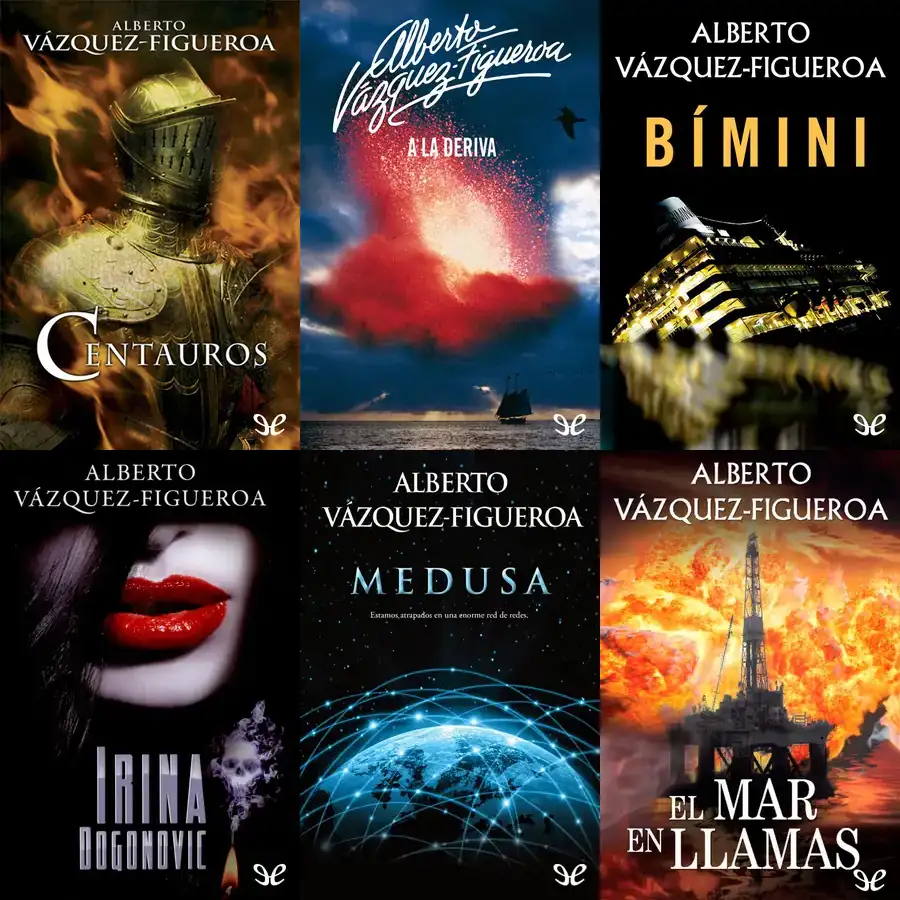 ALBERTO
VÁZQUEZ-FIGUEROA
CENTAUROS
Alberto
Vázquez-Figueroa
A LA DERIVA
ALBERTO
VÁZQUEZ-FIGUEROA
BÍMINI
ALBERTO
VÁZQUEZ-FIGUEROA
IRINA
DOGONOVIC
ALBERTO
VÁZQUEZ-FIGUEROA
MEDUSA
Estamos atrapados en una enorme red de redes.
ALBERTO
VÁZQUEZ-FIGUEROA
EL MAR
EN LLAMAS